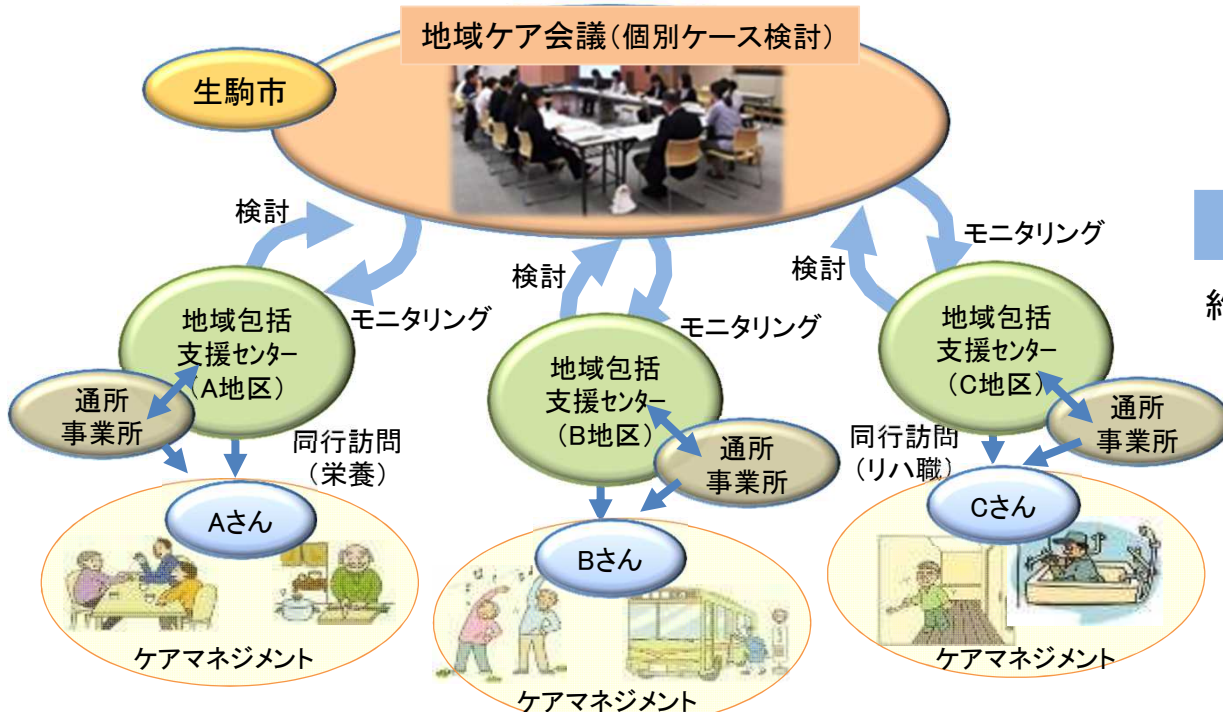 地域ケア会議(個別ケース検討)
生駒市
検討
モニタリング
検討
モニタリング
検討
モニタリング
地域包括
支援センター
(A地区)
通所
事業所
同行訪問
(栄養)
Aさん
ケアマネジメント
地域包括
支援センター
(B地区)
通所
事業所
Bさん
ケアマネジメント
地域包括
支援センター
(C地区)
通所
事業所
同行訪問
(リハ職)
Cさん
ケアマネジメント